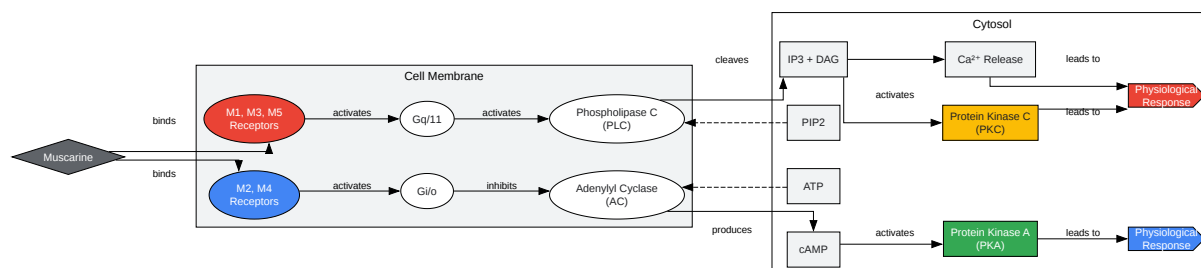 Cytosol
cleaves
IP3 + DAG
Ca²⁺ Release
leads to
Cell Membrane
Physiological
Response
M1, M3, M5
Receptors
activates
Gq/11
activates
Phospholipase C
(PLC)
activates
PIP2
Protein Kinase C
(PKC)
leads to
binds
Muscarine
binds
M2, M4
Receptors
activates
Gi/o
inhibits
Adenylyl Cyclase
(AC)
ATP
produces
cAMP
activates
Protein Kinase A
(PKA)
leads to
Physiological
Response